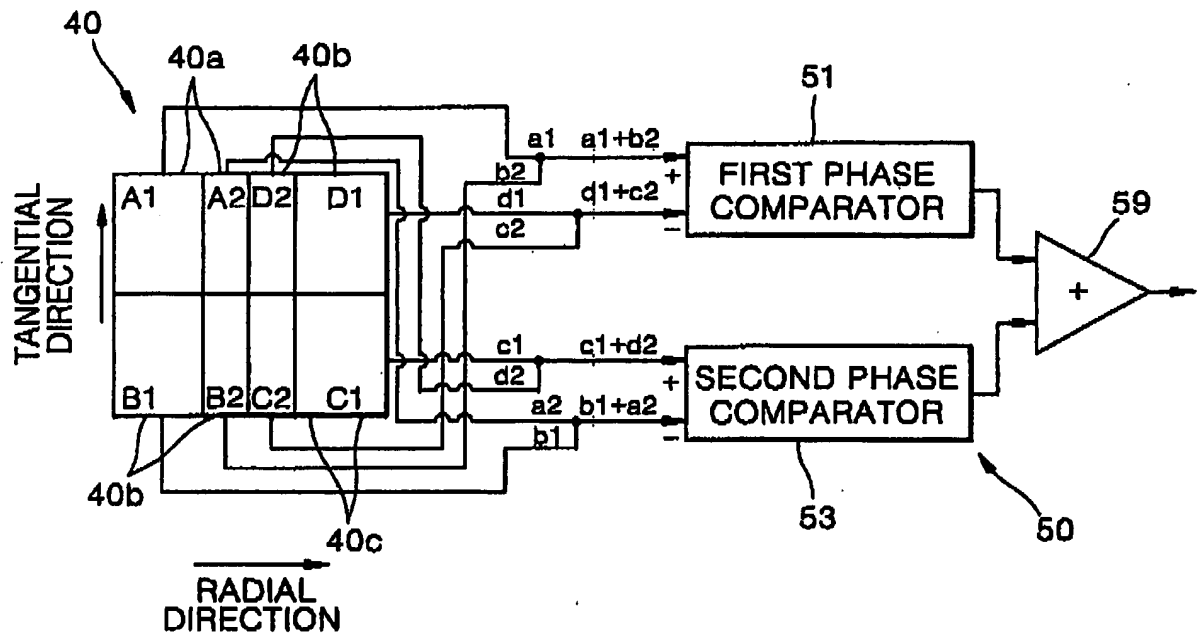 40
40a
40b
51
A1
A2
D2
D1
a1
a1+b2
b2
+
d1
d1+c2
c2
−
FIRST PHASE
COMPARATOR
59
+
TANGENTIAL
DIRECTION
B1
B2
C2
C1
c1
c1+d2
d2
+
a2
b1+a2
b1
−
SECOND PHASE
COMPARATOR
40b
40c
53
50
RADIAL
DIRECTION